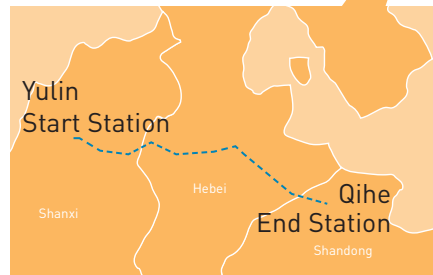 Yulin
Start Station
Hebei
Qihe
End Station
Shanxi
Shandong